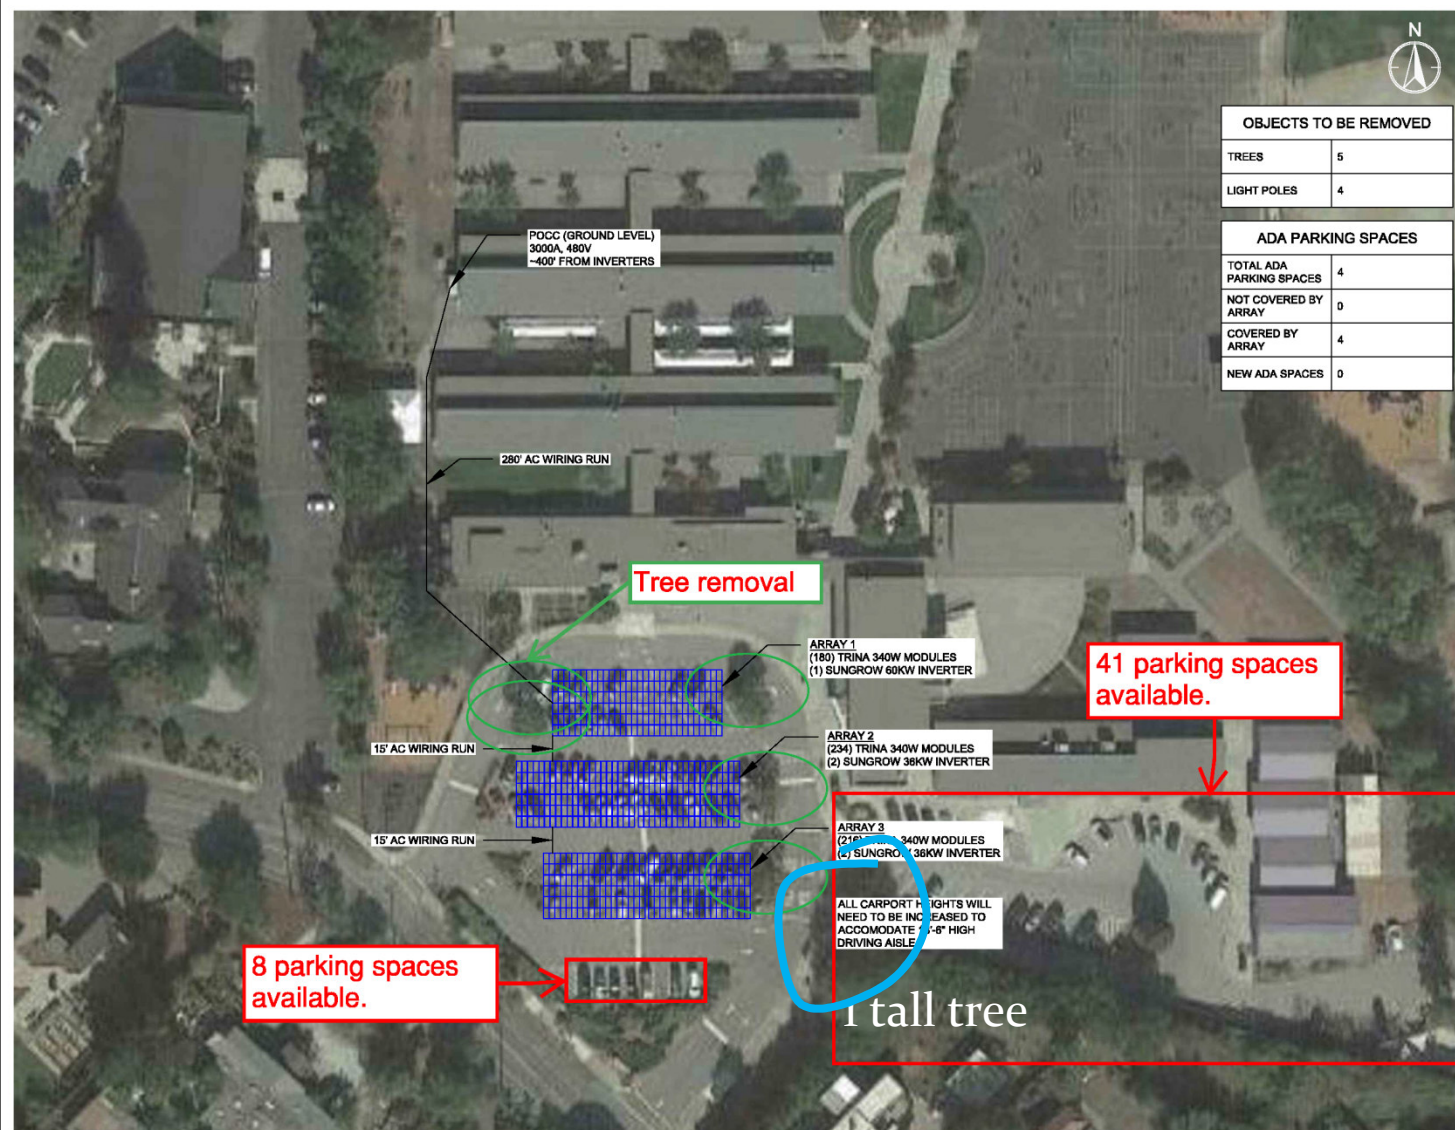 N
OBJECTS TO BE REMOVED
TREES 5
LIGHT POLES 4
ADA PARKING SPACES
TOTAL ADA
PARKING SPACES 4
NOT COVERED BY
ARRAY 0
COVERED BY
ARRAY 4
NEW ADA SPACES 0
POCC (GROUND LEVEL)
3000A, 480V
~400' FROM INVERTERS
280' AC WIRING RUN
Tree removal
ARRAY 1
(180) TRINA 340W MODULES
(1) SUNGROW 60KW INVERTER
41 parking spaces
available.
15' AC WIRING RUN
ARRAY 2
(234) TRINA 340W MODULES
(2) SUNGROW 36KW INVERTER
15' AC WIRING RUN
ARRAY 3
(216) TRINA 340W MODULES
(2) SUNGROW 36KW INVERTER
ALL CARPORT HEIGHTS WILL
NEED TO BE INCREASED TO
ACCOMODATE HIGH
DRIVING AISLE
8 parking spaces
available.
1 tall tree